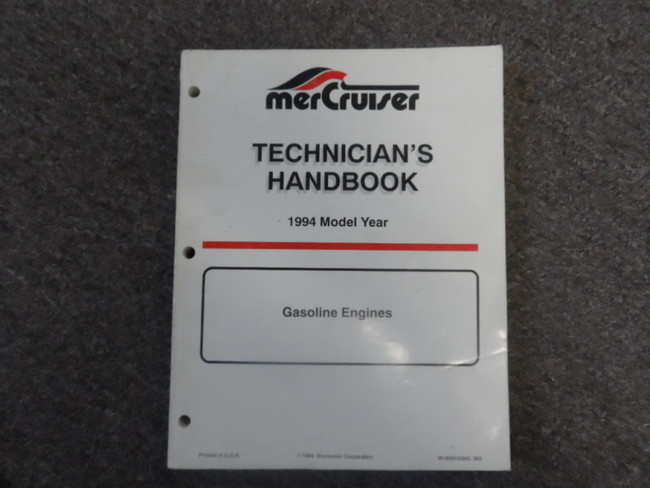 merCruiser
TECHNICIAN'S
HANDBOOK
1994 Model Year
Gasoline Engines
Printed in U.S.A.
©1994, Brunswick Corporation